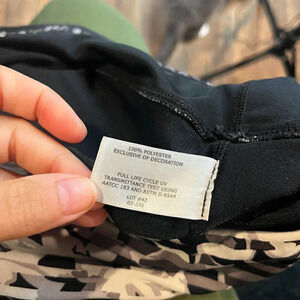 100% POLYESTER
EXCLUSIVE OF DECORATION
FULL LIFE CYCLE UV
TRANSMITTANCE TEST USING
AATCC 183 AND ASTM D 6544
LOT #42